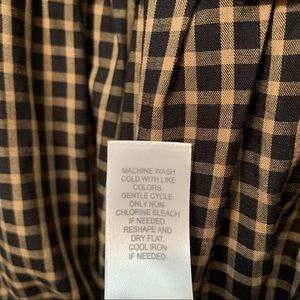 MACHINE WASH
COLD WITH LIKE
COLORS.
GENTLE CYCLE.
ONLY NON-
CHLORINE BLEACH
IF NEEDED.
RESHAPE AND
DRY FLAT.
COOL IRON
IF NEEDED.